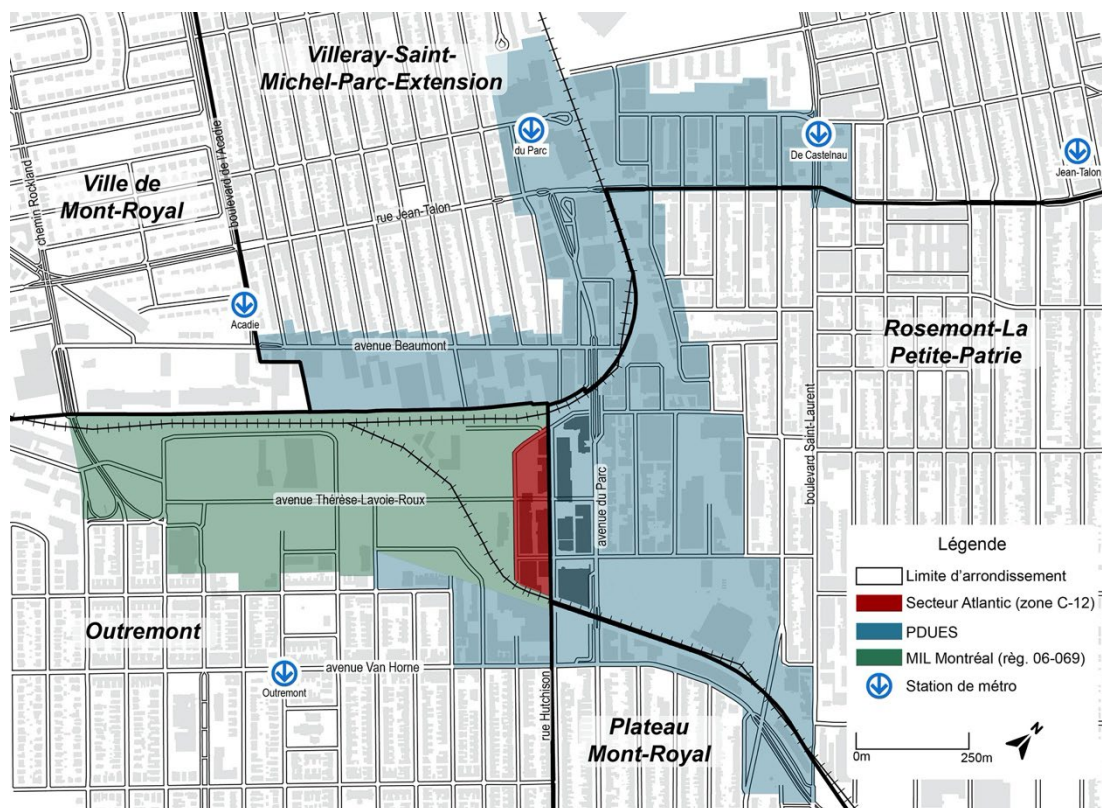 Villeray-Saint-
Michel-Parc-Extension
du Parc
De Castelnau
Jean-Talon
Ville de
Mont-Royal
chemin Rockland
boulevard de l'Acadie
rue Jean-Talon
Acadie
avenue Beaumont
Rosemont-La
Petite-Patrie
boulevard Saint-Laurent
avenue du Parc
avenue Thérèse-Lavoie-Roux
Outremont
avenue Van Horne
Outremont
rue Hutchison
Plateau
Mont-Royal
Légende
Limite d'arrondissement
Secteur Atlantic (zone C-12)
PDUES
MIL Montréal (règ. 06-069)
Station de métro
N
0m
250m